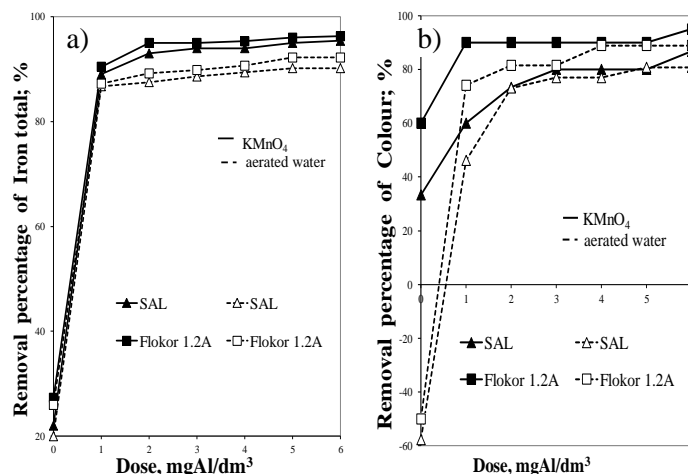 a)
Removal percentage of Iron total; %
100
80
60
40
20
0 1 2 3 4 5 6
Dose, mgAl/dm³
KMnO₄
aerated water
SAL SAL
Flokor 1.2A Flokor 1.2A
b)
Removal percentage of Colour; %
100
80
60
40
20
0
-20
-40
-60
0 1 2 3 4 5
Dose, mgAl/dm³
KMnO₄
aerated water
SAL SAL
Flokor 1.2A Flokor 1.2A